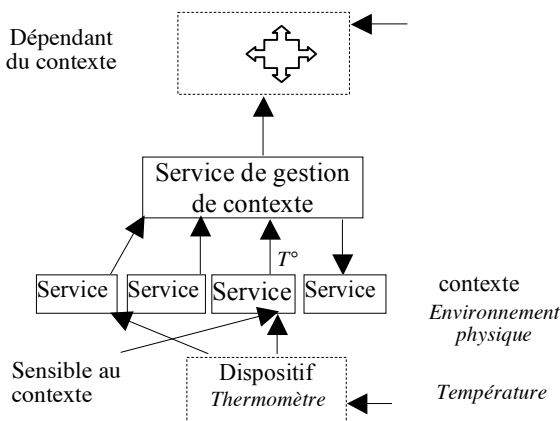 Dépendant
du contexte
Service de gestion
de contexte
T°
Service Service Service Service
contexte
Environnement
physique
Sensible au
contexte
Dispositif
Thermomètre
Température